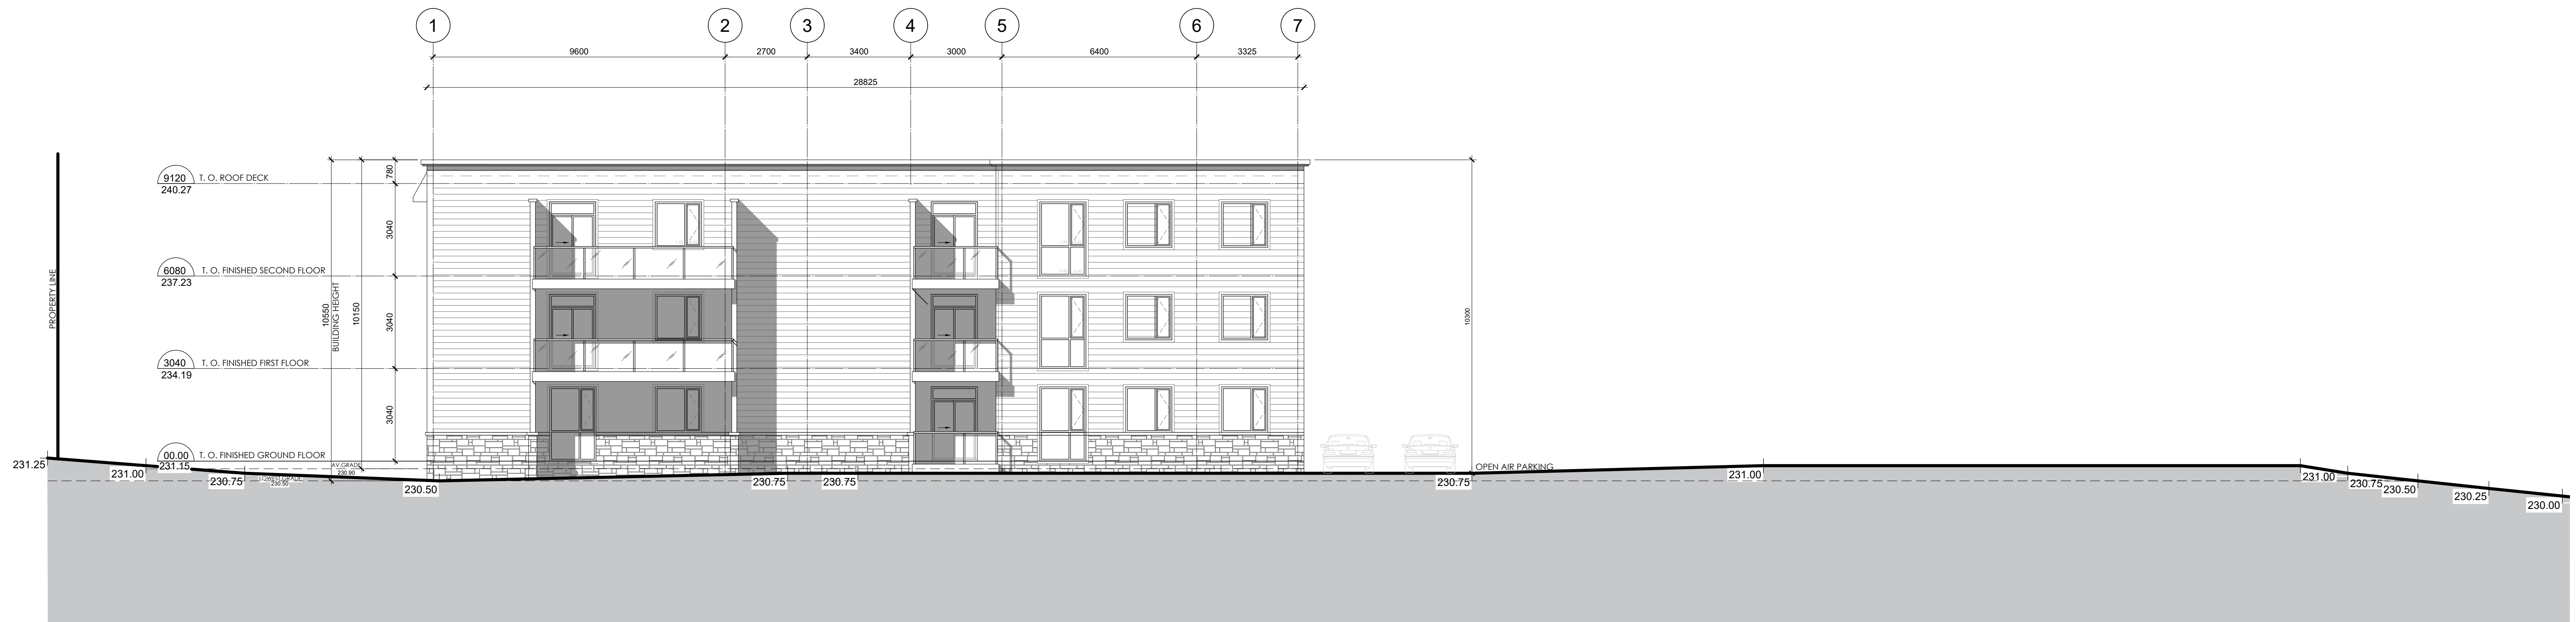 1 2 3 4 5 6 7
9600 2700 3400 3000 6400 3325
28825
9120 T. O. ROOF DECK
240.27
780
3040
6080 T. O. FINISHED SECOND FLOOR
237.23
PROPERTY LINE
10550
BUILDING HEIGHT
10150
3040
10300
3040 T. O. FINISHED FIRST FLOOR
234.19
3040
00.00 T. O. FINISHED GROUND FLOOR
231.15
231.25
231.00
230.75
AV.GRADE
230.90
LOWEST GRADE
230.50
230.50
230.75
230.75
OPEN AIR PARKING
230.75
231.00
231.00
230.75
230.50
230.25
230.00